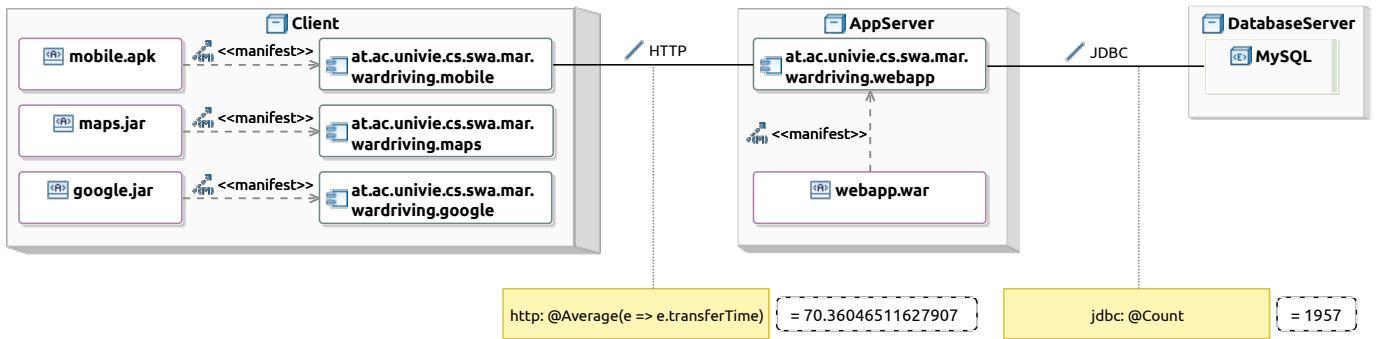 Client
mobile.apk
<<manifest>>
at.ac.univie.cs.swa.mar.
wardriving.mobile
maps.jar
<<manifest>>
at.ac.univie.cs.swa.mar.
wardriving.maps
google.jar
<<manifest>>
at.ac.univie.cs.swa.mar.
wardriving.google
HTTP
AppServer
at.ac.univie.cs.swa.mar.
wardriving.webapp
<<manifest>>
webapp.war
JDBC
DatabaseServer
MySQL
http: @Average(e => e.transferTime)
= 70.36046511627907
jdbc: @Count
= 1957